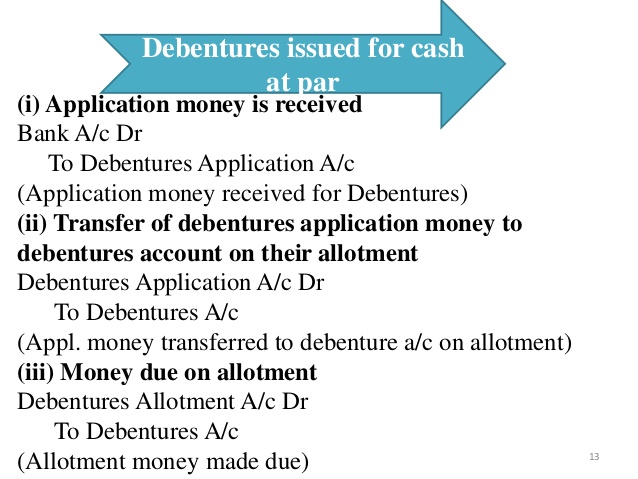 Debentures issued for cash
at par
(i) Application money is received
Bank A/c Dr
To Debentures Application A/c
(Application money received for Debentures)
(ii) Transfer of debentures application money to
debentures account on their allotment
Debentures Application A/c Dr
To Debentures A/c
(Appl. money transferred to debenture a/c on allotment)
(iii) Money due on allotment
Debentures Allotment A/c Dr
To Debentures A/c
(Allotment money made due)
13